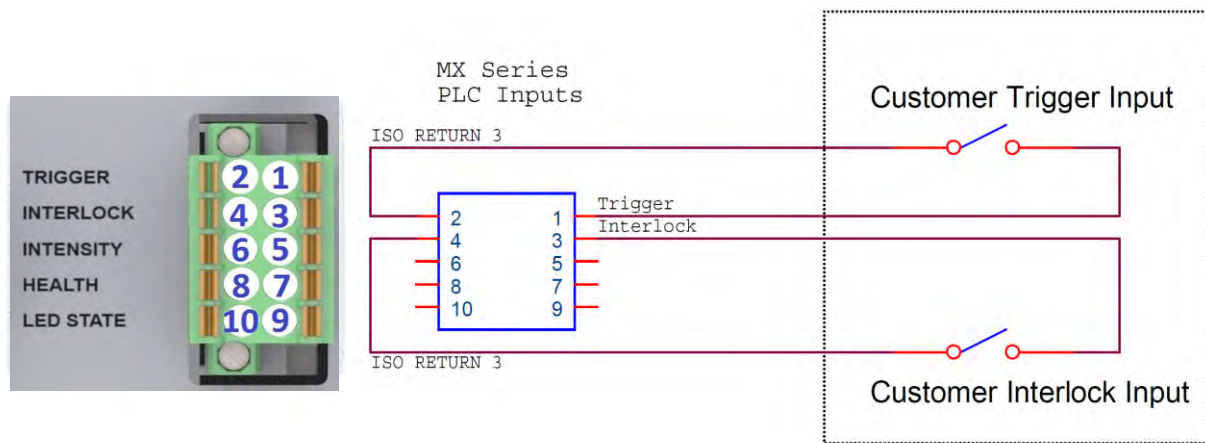 TRIGGER
INTERLOCK
INTENSITY
HEALTH
LED STATE
2 1
4 3
6 5
8 7
10 9
MX Series
PLC Inputs
ISO RETURN 3
2 1
4 3
6 5
8 7
10 9
Trigger
Interlock
ISO RETURN 3
Customer Trigger Input
Customer Interlock Input